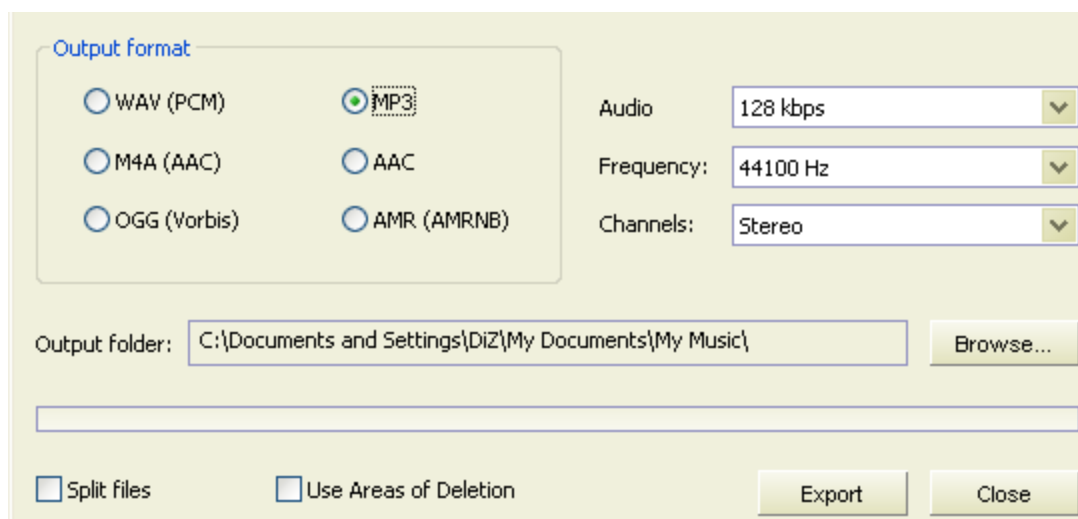 Output format
WAV (PCM)
MP3
M4A (AAC)
AAC
OGG (Vorbis)
AMR (AMRNB)
Audio
128 kbps
Frequency:
44100 Hz
Channels:
Stereo
Output folder:
C:\Documents and Settings\DiZ\My Documents\My Music\
Browse...
Split files
Use Areas of Deletion
Export
Close